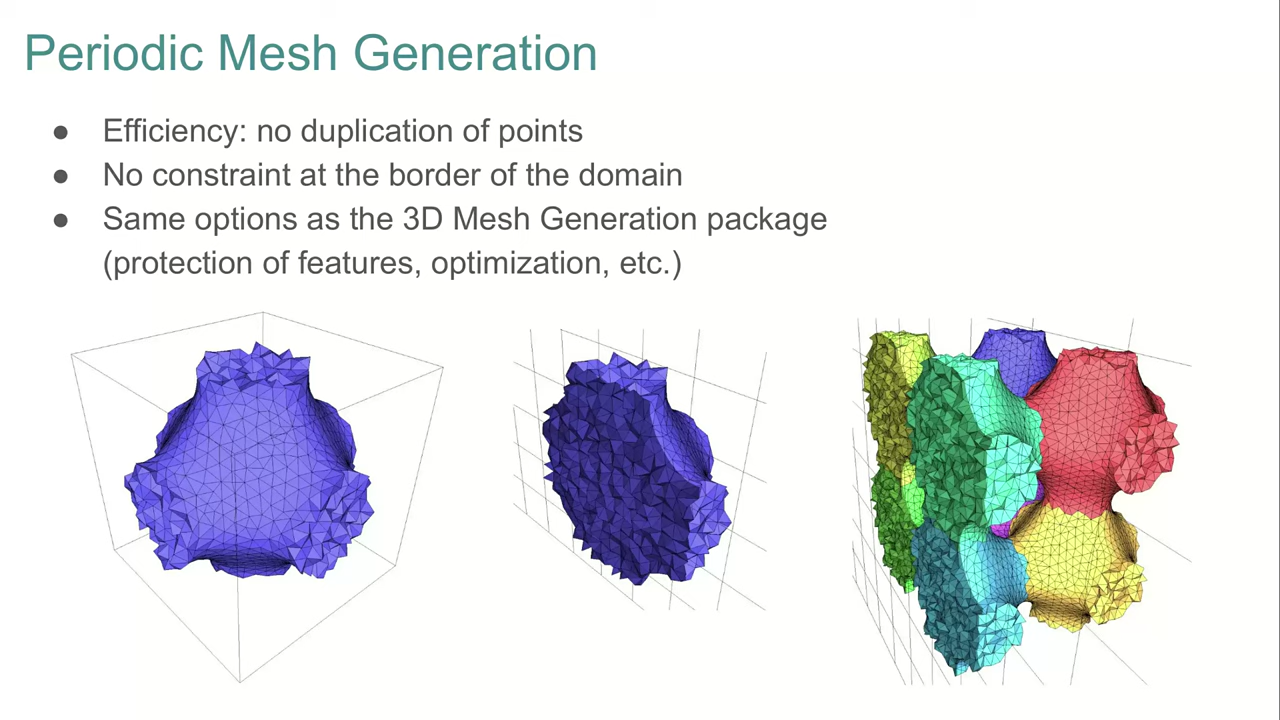 Periodic Mesh Generation
● Efficiency: no duplication of points
● No constraint at the border of the domain
● Same options as the 3D Mesh Generation package
(protection of features, optimization, etc.)